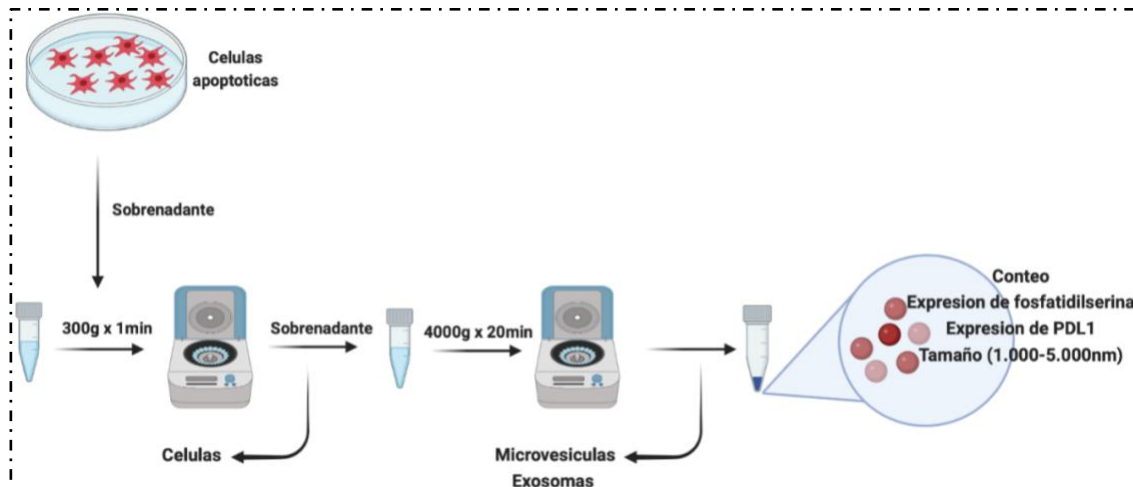 Celulas
apoptoticas
Sobrenadante
300g x 1min
Sobrenadante
4000g x 20min
Conteo
Expresion de fosfatidilserina
Expresion de PDL1
Tamaño (1.000-5.000nm)
Celulas
Microvesiculas
Exosomas